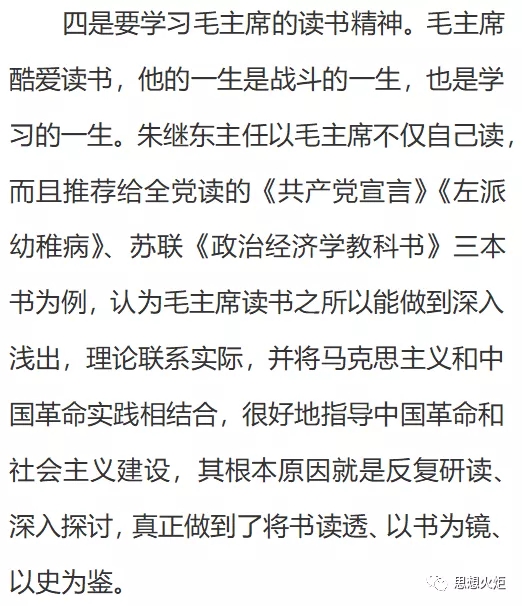 四是要学习毛主席的读书精神。毛主席
酷爱读书，他的一生是战斗的一生，也是学
习的一生。朱继东主任以毛主席不仅自己读，
而且推荐给全党读的《共产党宣言》《左派
幼稚病》、苏联《政治经济学教科书》三本
书为例，认为毛主席读书之所以能做到深入
浅出，理论联系实际，并将马克思主义和中
国革命实践相结合，很好地指导中国革命和
社会主义建设，其根本原因就是反复研读、
深入探讨，真正做到了将书读透、以书为镜、
以史为鉴。
思想火炬